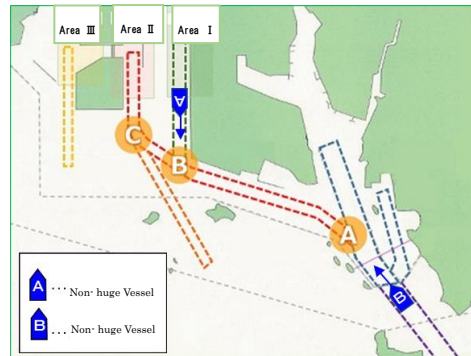 Area Ⅲ
Area Ⅱ
Area Ⅰ
A
C
B
A
B
A ･･･ Non- huge Vessel
B ･･･ Non- huge Vessel